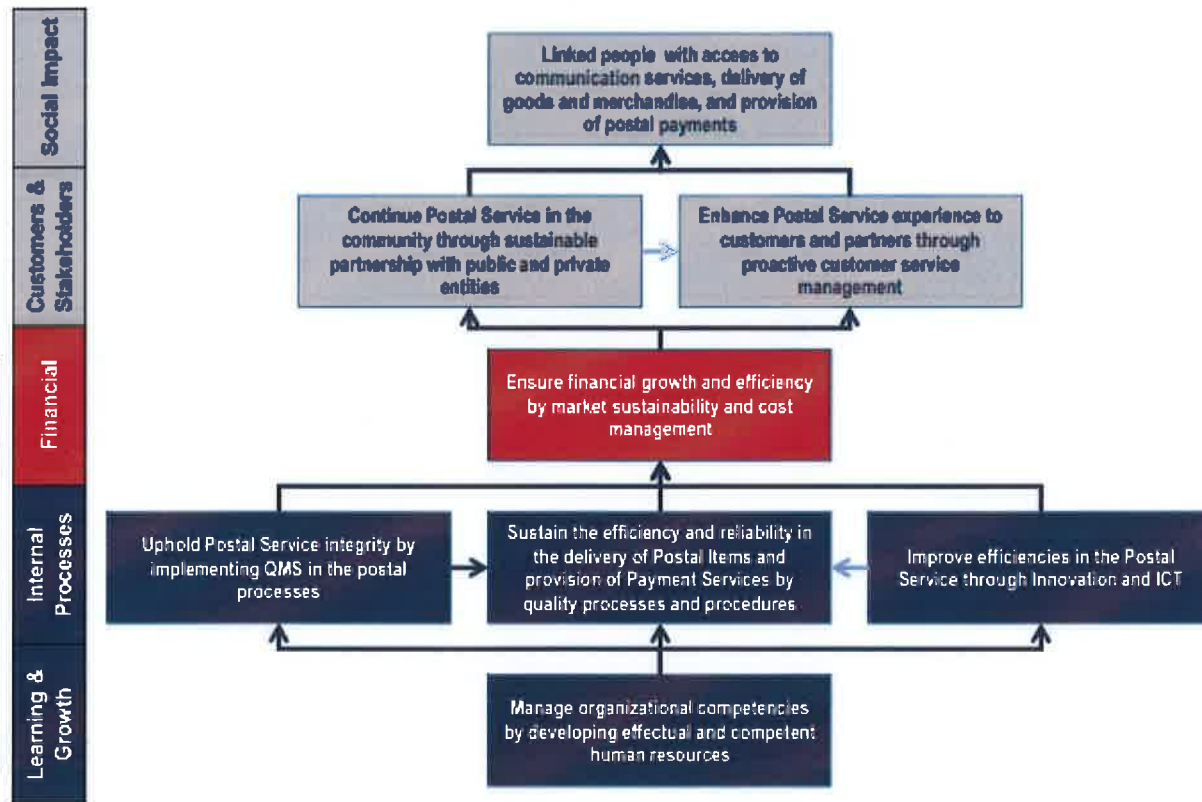 Social Impact
Linked people with access to
communication services, delivery of
goods and merchandise, and provision
of postal payments
Customers &
Stakeholders
Continue Postal Service in the
community through sustainable
partnership with public and private
entities
Enhance Postal Service experience to
customers and partners through
proactive customer service
management
Financial
Ensure financial growth and efficiency
by market sustainability and cost
management
Internal
Processes
Uphold Postal Service integrity by
implementing QMS in the postal
processes
Sustain the efficiency and reliability in
the delivery of Postal Items and
provision of Payment Services by
quality processes and procedures
Improve efficiencies in the Postal
Service through Innovation and ICT
Learning &
Growth
Manage organizational competencies
by developing effectual and competent
human resources